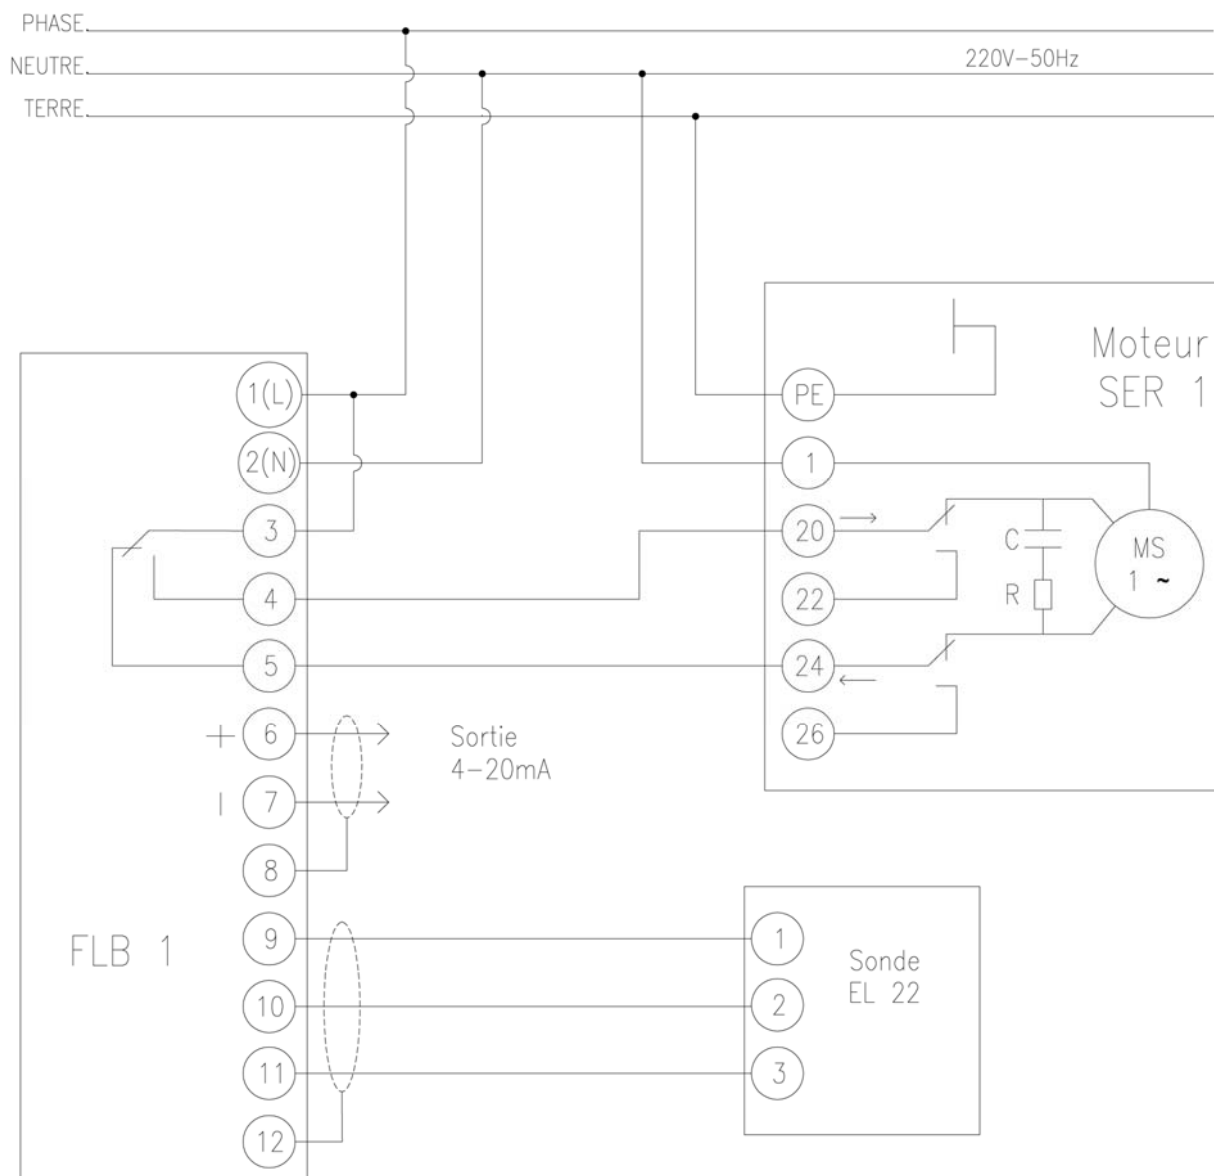 PHASE
NEUTRE
220V-50Hz
TERRE
Moteur
SER 1
1(L)
2(N)
3
4
5
+ 6
- 7
8
9
10
11
12
FLB 1
PE
1
20
22
24
26
C
R
MS
1 ~
Sortie
4-20mA
1
2
3
Sonde
EL 22